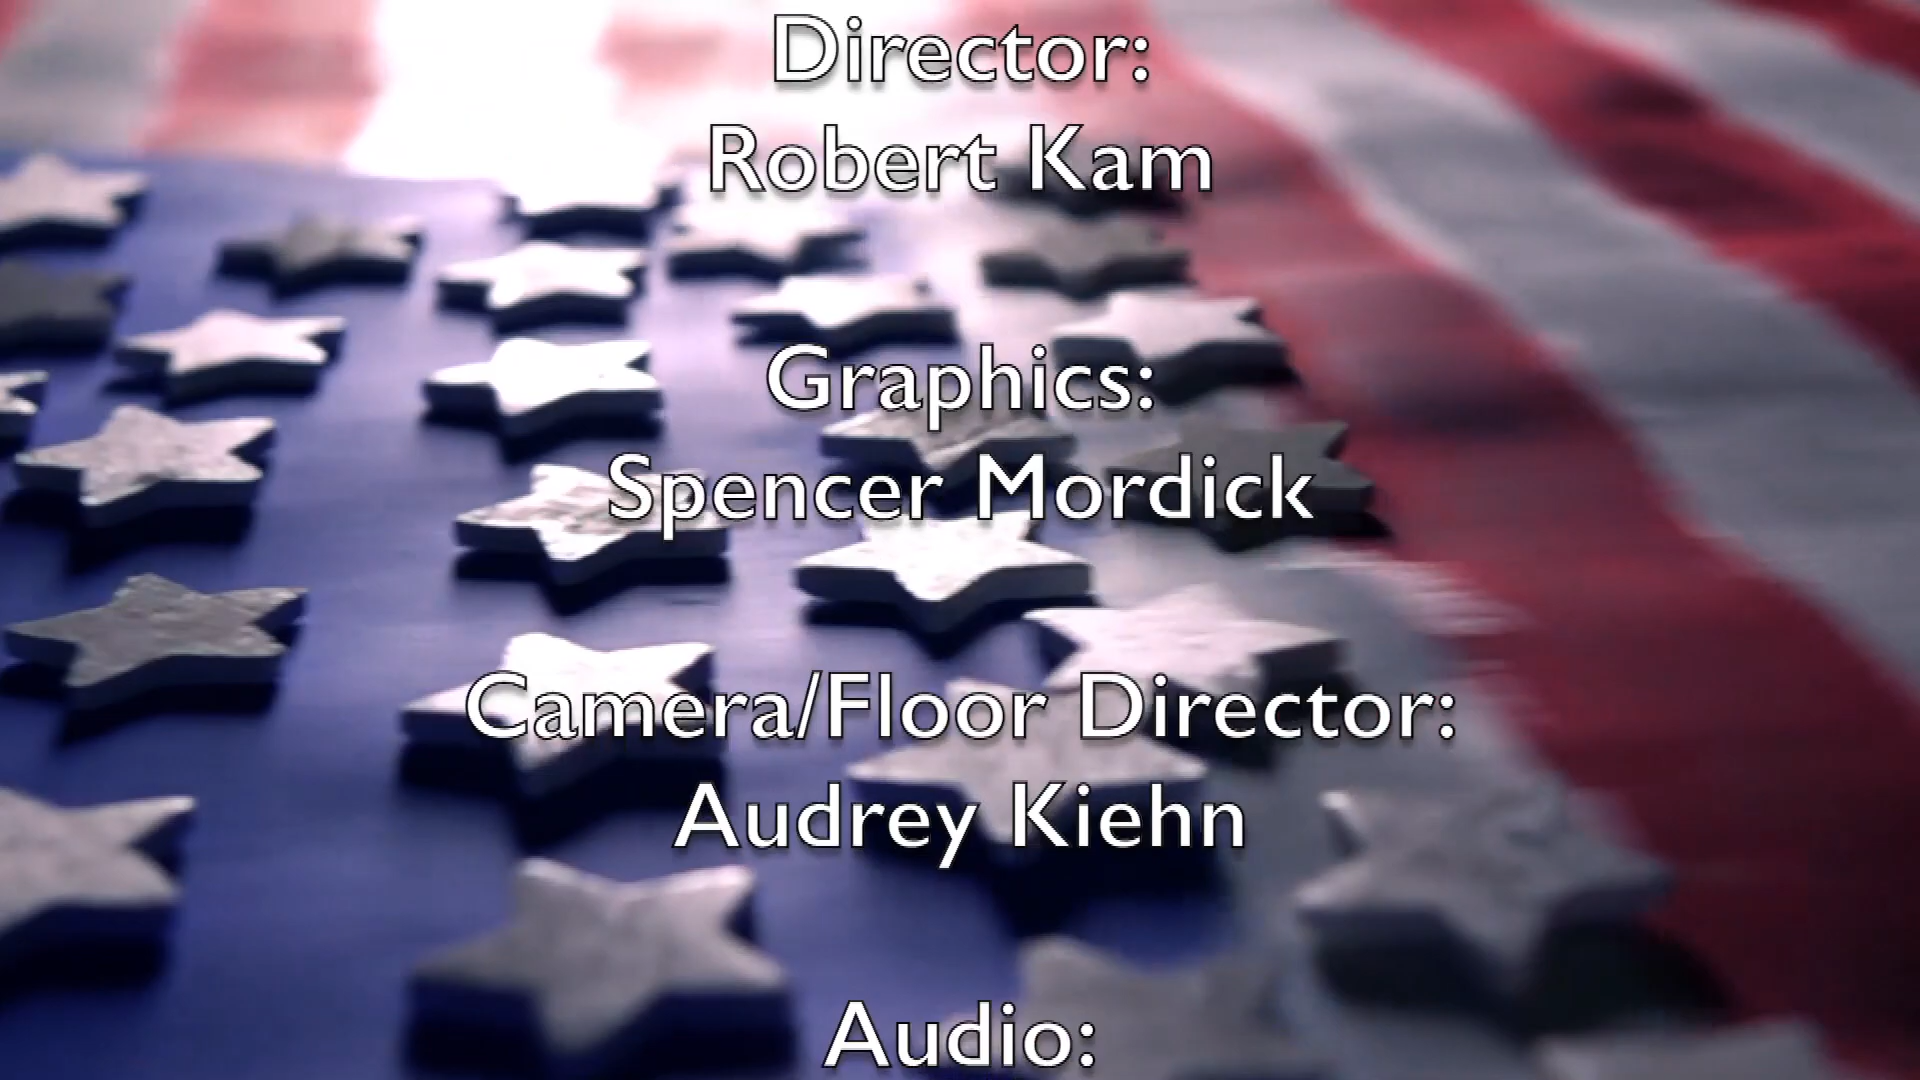 Director:
Robert Kam
Graphics:
Spencer Mordick
Camera/Floor Director:
Audrey Kiehn
Audio: